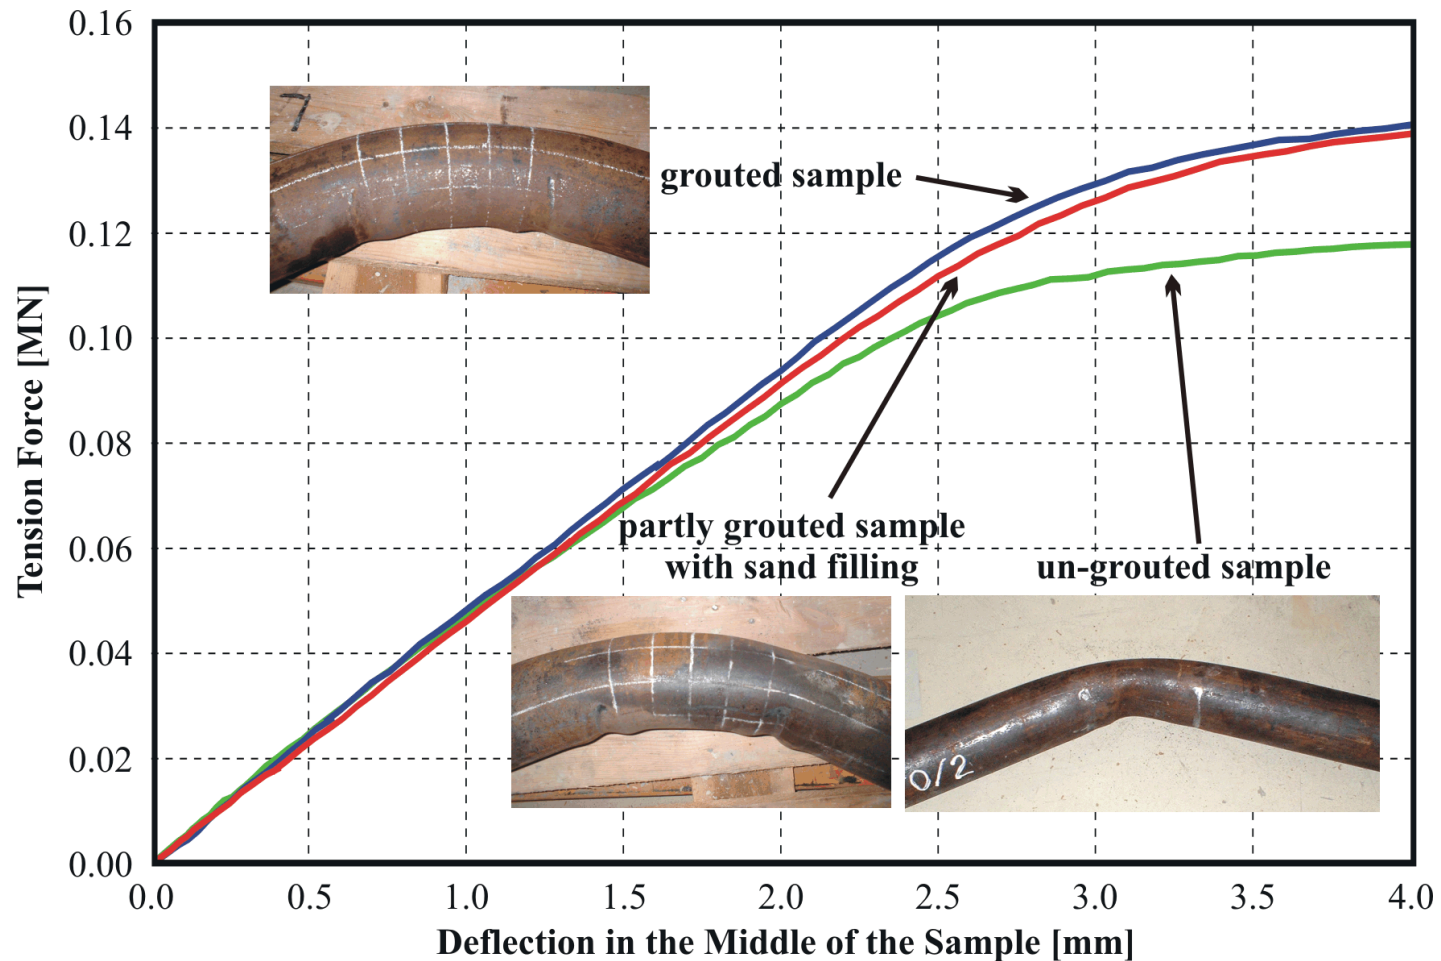 0.16
0.14
0.12
0.10
0.08
0.06
0.04
0.02
0.00
Tension Force [MN]
7
grouted sample
partly grouted sample
with sand filling
un-grouted sample
0/2
0.0 0.5 1.0 1.5 2.0 2.5 3.0 3.5 4.0
Deflection in the Middle of the Sample [mm]